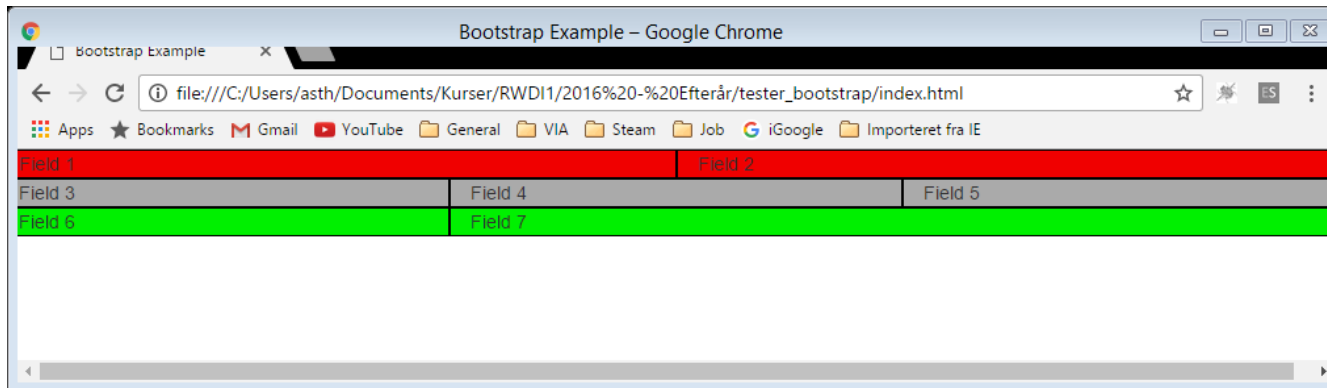 Bootstrap Example – Google Chrome
Bootstrap Example
file:///C:/Users/asth/Documents/Kurser/RWDI1/2016%20-%20Efterår/tester_bootstrap/index.html
ES
Apps Bookmarks Gmail YouTube General VIA Steam Job iGoogle Importeret fra IE
Field 1 Field 2
Field 3 Field 4 Field 5
Field 6 Field 7